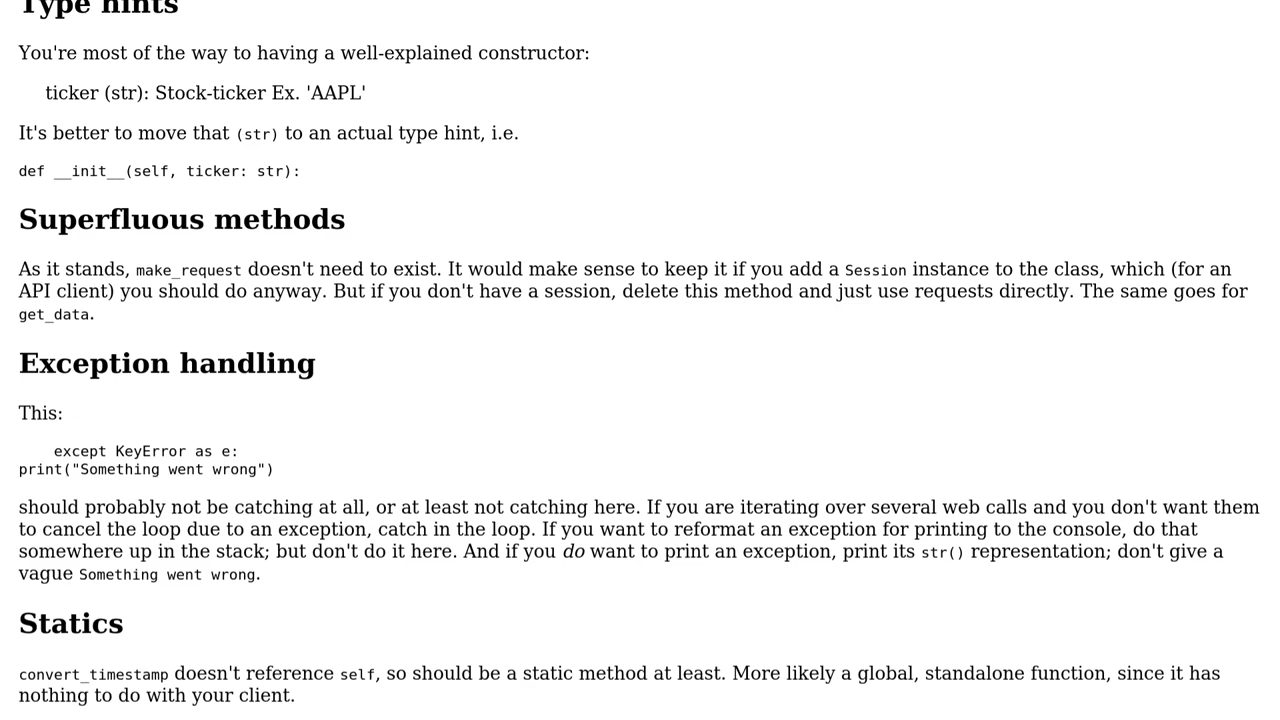 Type hints
You're most of the way to having a well-explained constructor:
ticker (str): Stock-ticker Ex. 'AAPL'
It's better to move that (str) to an actual type hint, i.e.
def __init__(self, ticker: str):
Superfluous methods
As it stands, make_request doesn't need to exist. It would make sense to keep it if you add a Session instance to the class, which (for an
API client) you should do anyway. But if you don't have a session, delete this method and just use requests directly. The same goes for
get_data.
Exception handling
This:
    except KeyError as e:
print("Something went wrong")
should probably not be catching at all, or at least not catching here. If you are iterating over several web calls and you don't want them
to cancel the loop due to an exception, catch in the loop. If you want to reformat an exception for printing to the console, do that
somewhere up in the stack; but don't do it here. And if you do want to print an exception, print its str() representation; don't give a
vague Something went wrong.
Statics
convert_timestamp doesn't reference self, so should be a static method at least. More likely a global, standalone function, since it has
nothing to do with your client.